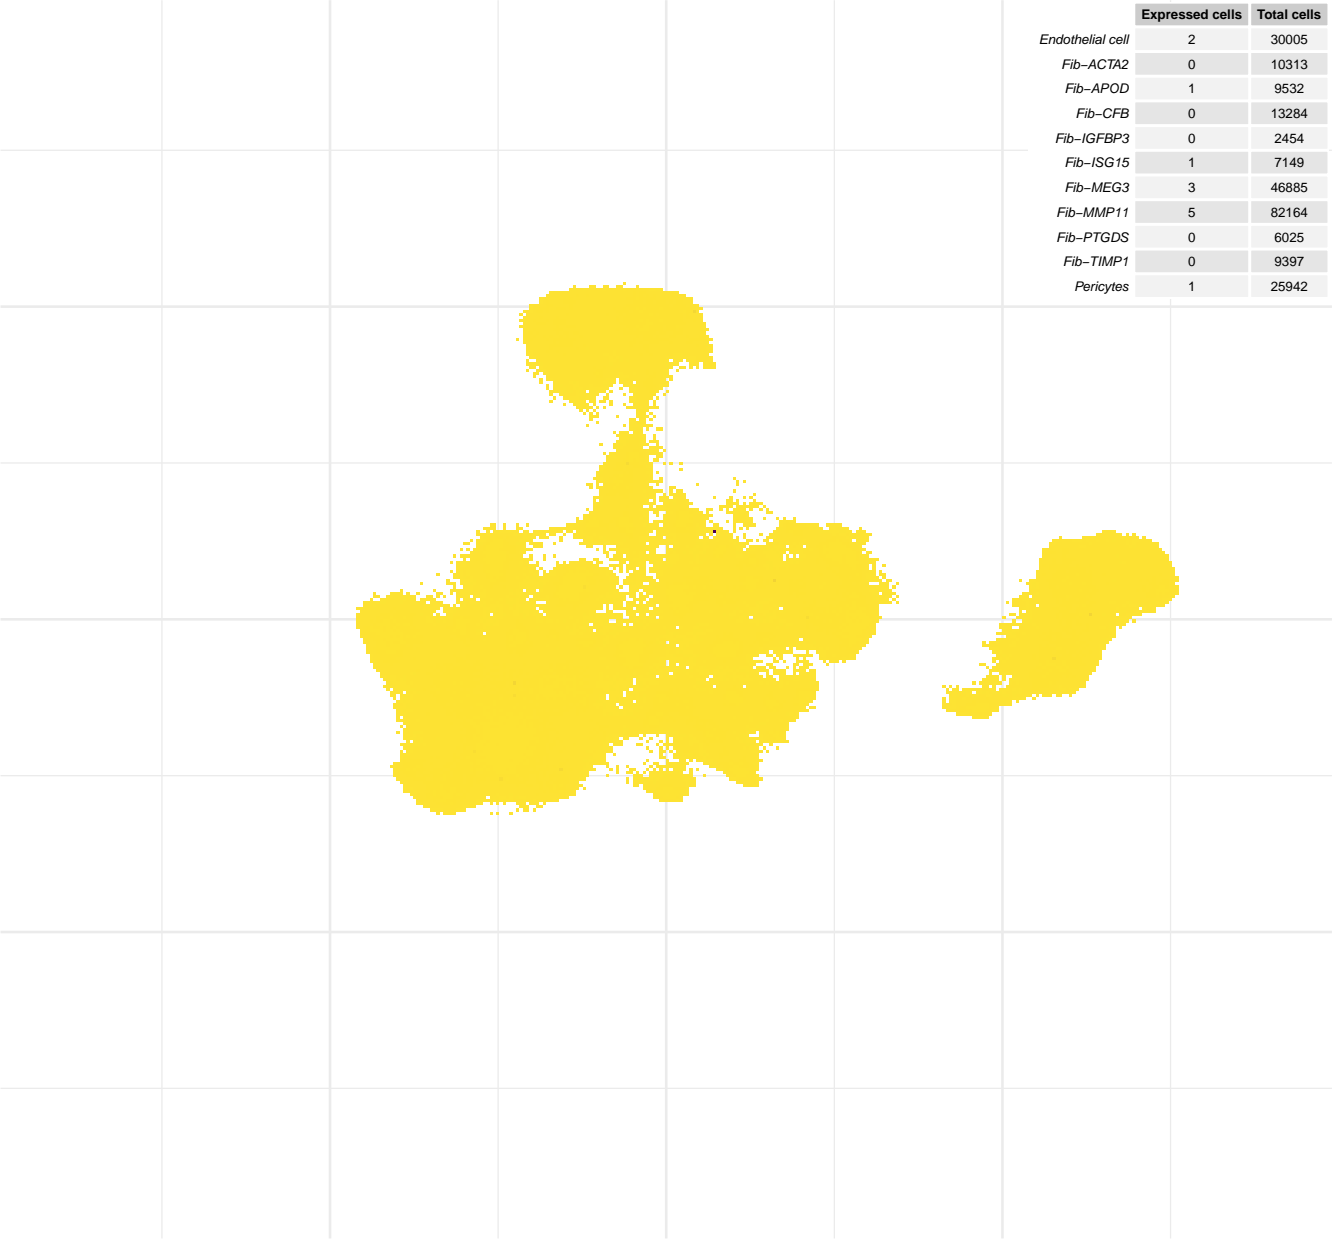 Expressed cells Total cells
Endothelial cell 2 30005
Fib−ACTA2 0 10313
Fib−APOD 1 9532
Fib−CFB 0 13284
Fib−IGFBP3 0 2454
Fib−ISG15 1 7149
Fib−MEG3 3 46885
Fib−MMP11 5 82164
Fib−PTGDS 0 6025
Fib−TIMP1 0 9397
Pericytes 1 25942